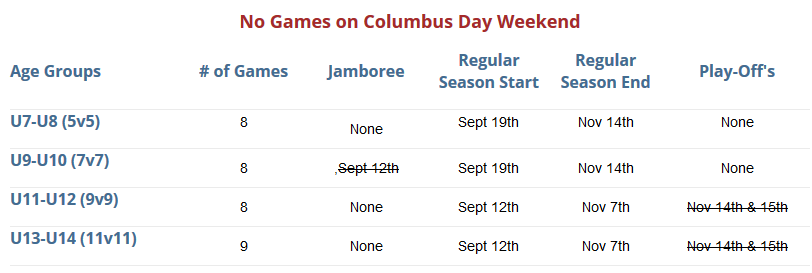 No Games on Columbus Day Weekend
Age Groups # of Games Jamboree Regular Season Start Regular Season End Play-Off's
U7-U8 (5v5) 8 None Sept 19th Nov 14th None
U9-U10 (7v7) 8 ,Sept 12th Sept 19th Nov 14th None
U11-U12 (9v9) 8 None Sept 12th Nov 7th Nov 14th & 15th
U13-U14 (11v11) 9 None Sept 12th Nov 7th Nov 14th & 15th